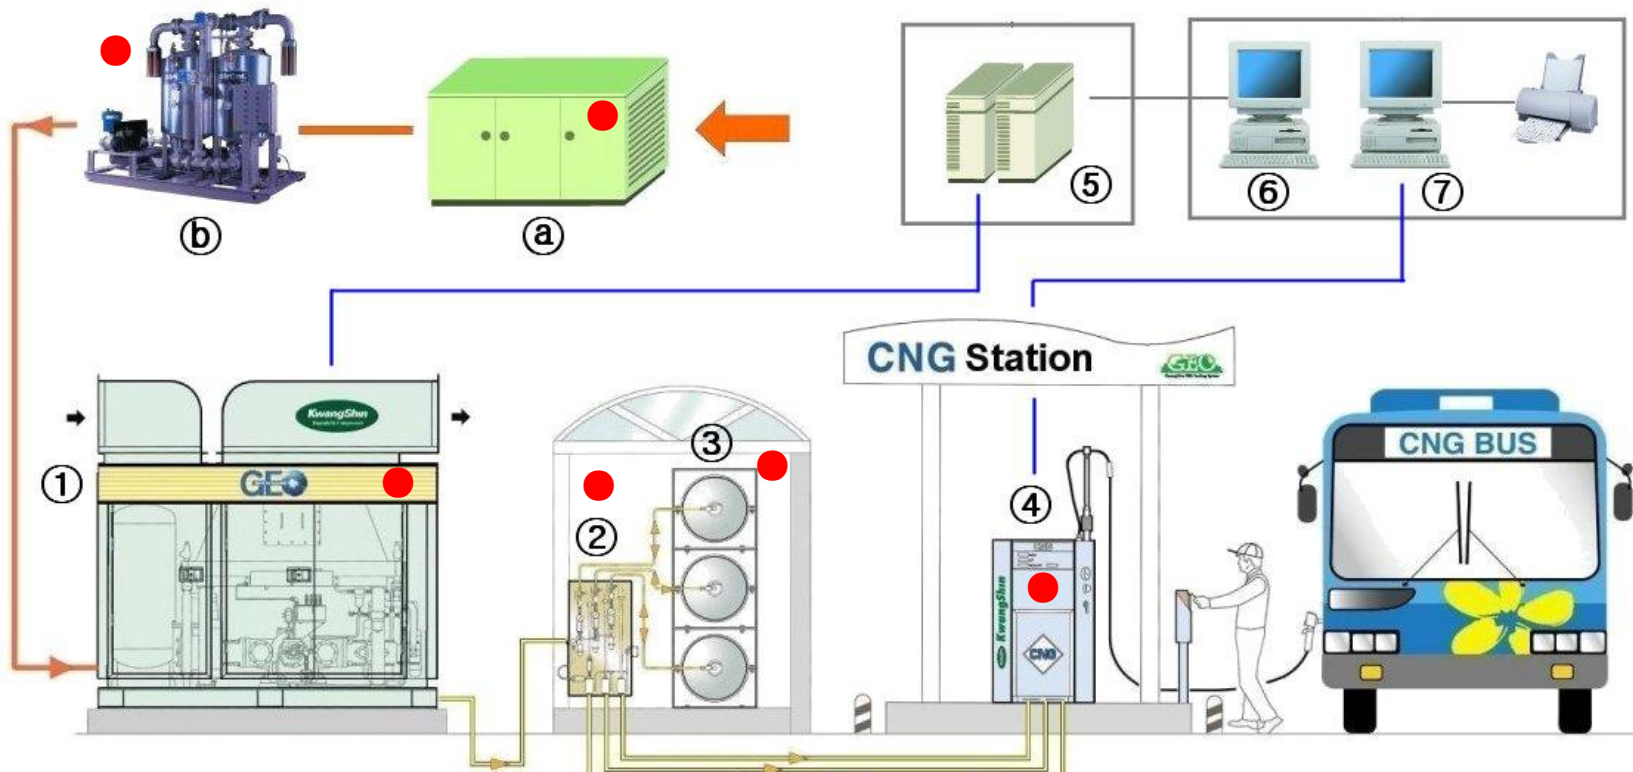 ⓑ
ⓐ
⑤
⑥
⑦
CNG Station
GEO
KwangShin
①
GEO
②
③
④
KwangShin
CNG
CNG BUS